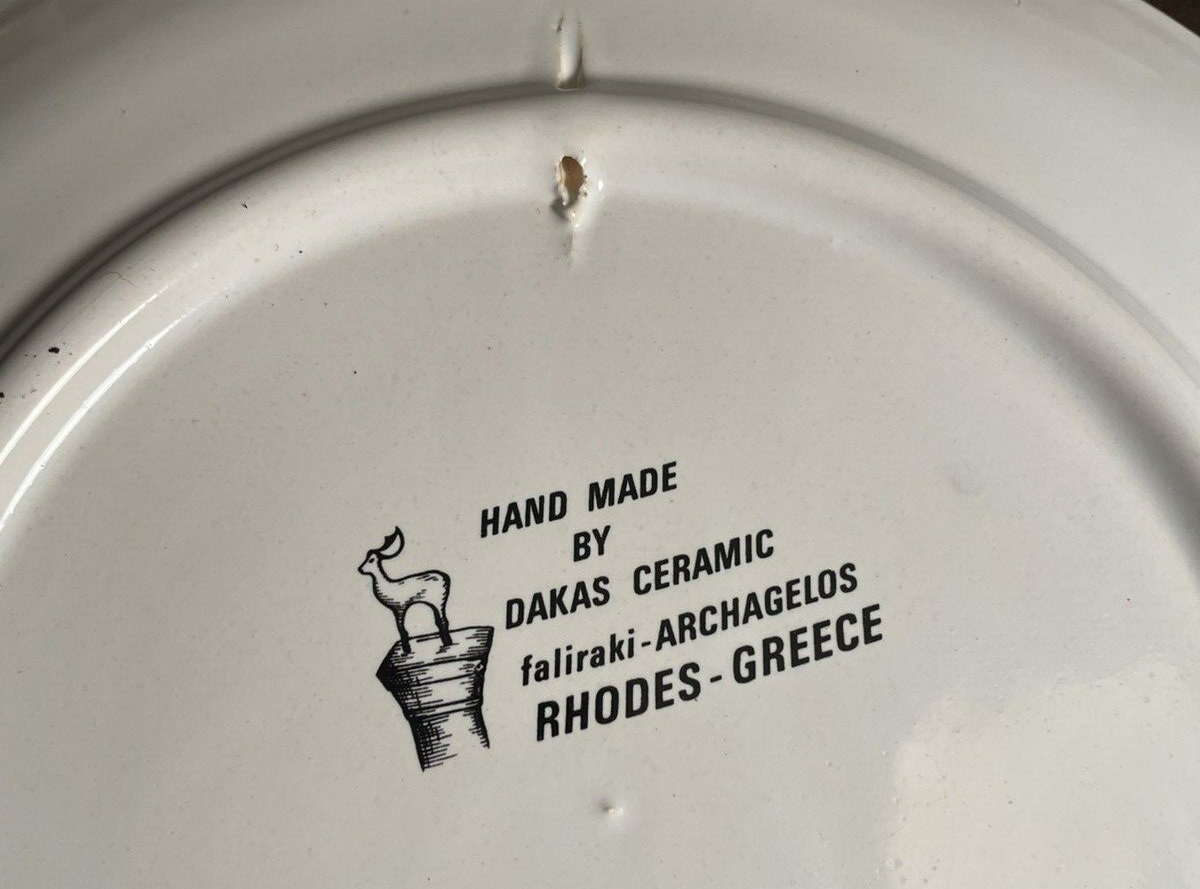 HAND MADE
BY
DAKAS CERAMIC
faliraki-ARCHAGELOS
RHODES-GREECE